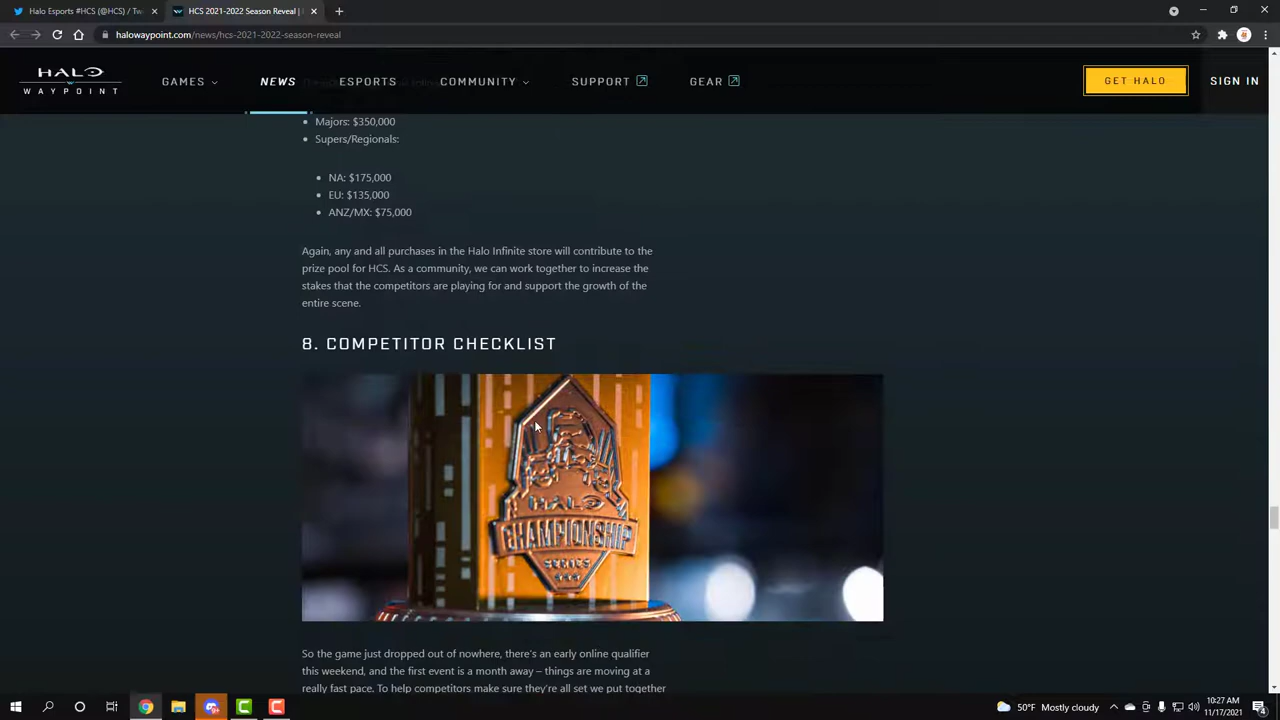 Halo Esports #HCS (@HCS) / Tw
HCS 2021-2022 Season Reveal |
halowaypoint.com/news/hcs-2021-2022-season-reveal
HALO
WAYPOINT
GAMES
NEWS
ESPORTS
COMMUNITY
SUPPORT
GEAR
GET HALO
SIGN IN
Majors: $350,000
Supers/Regionals:
NA: $175,000
EU: $135,000
ANZ/MX: $75,000
Again, any and all purchases in the Halo Infinite store will contribute to the
prize pool for HCS. As a community, we can work together to increase the
stakes that the competitors are playing for and support the growth of the
entire scene.
8. COMPETITOR CHECKLIST
HALO
CHAMPIONSHIP
SERIES
So the game just dropped out of nowhere, there's an early online qualifier
this weekend, and the first event is a month away – things are moving at a
really fast pace. To help competitors make sure they're all set we put together
50°F Mostly cloudy
10:27 AM
11/17/2021
4